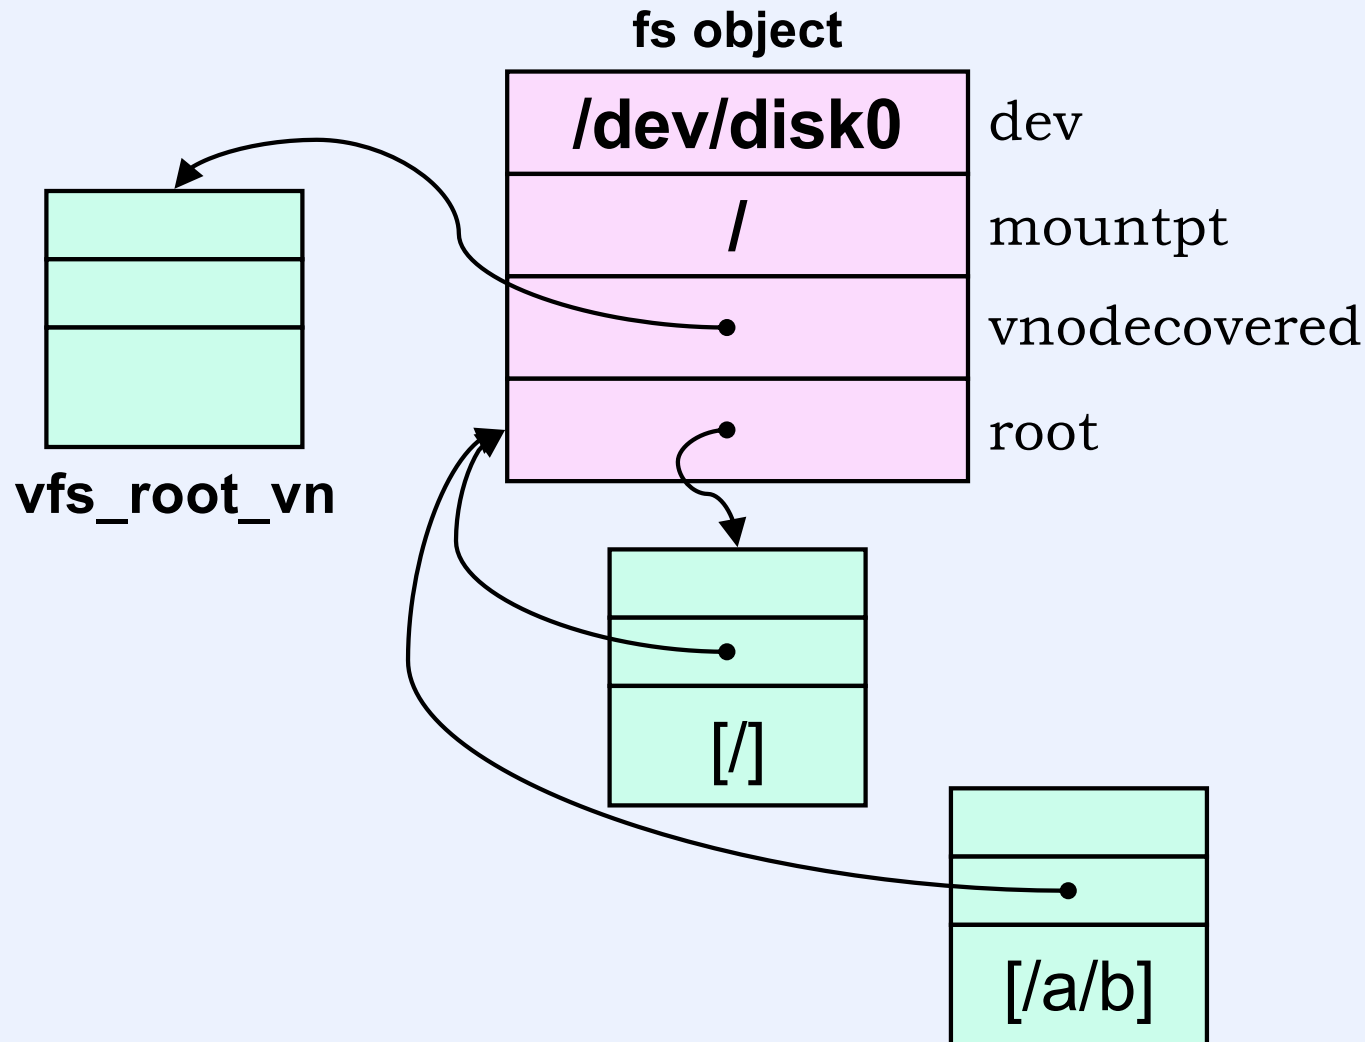 fs object
/dev/disk0 dev
/ mountpt
vnodecovered
root
vfs_root_vn
[/]
[/a/b]